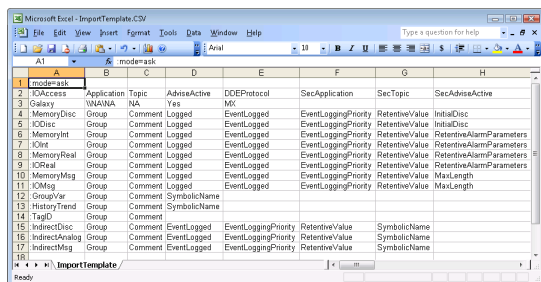 Microsoft Excel - ImportTemplate.CSV
File Edit View Insert Format Tools Data Window Help Type a question for help
Arial 10 B I U $
A1 fx :mode=ask
A B C D E F G H
1 :mode=ask
2 :IOAccess Application Topic AdviseActive DDEProtocol SecApplication SecTopic SecAdviseActive
3 Galaxy \\NA\NA NA Yes MX
4 :MemoryDisc Group Comment Logged EventLogged EventLoggingPriority RetentiveValue InitialDisc
5 :IODisc Group Comment Logged EventLogged EventLoggingPriority RetentiveValue InitialDisc
6 :MemoryInt Group Comment Logged EventLogged EventLoggingPriority RetentiveValue RetentiveAlarmParameters
7 :IOInt Group Comment Logged EventLogged EventLoggingPriority RetentiveValue RetentiveAlarmParameters
8 :MemoryReal Group Comment Logged EventLogged EventLoggingPriority RetentiveValue RetentiveAlarmParameters
9 :IOReal Group Comment Logged EventLogged EventLoggingPriority RetentiveValue RetentiveAlarmParameters
10 :MemoryMsg Group Comment Logged EventLogged EventLoggingPriority RetentiveValue MaxLength
11 :IOMsg Group Comment Logged EventLogged EventLoggingPriority RetentiveValue MaxLength
12 :GroupVar Group Comment SymbolicName
13 :HistoryTrend Group Comment SymbolicName
14 :TagID Group Comment
15 :IndirectDisc Group Comment EventLogged EventLoggingPriority RetentiveValue SymbolicName
16 :IndirectAnalog Group Comment EventLogged EventLoggingPriority RetentiveValue SymbolicName
17 :IndirectMsg Group Comment EventLogged EventLoggingPriority RetentiveValue SymbolicName
18
ImportTemplate
Ready